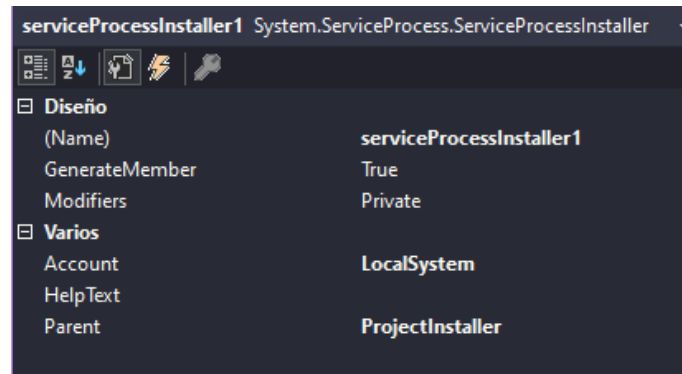 serviceProcessInstaller1 System.ServiceProcess.ServiceProcessInstaller
Diseño
(Name) serviceProcessInstaller1
GenerateMember True
Modifiers Private
Varios
Account LocalSystem
HelpText
Parent ProjectInstaller